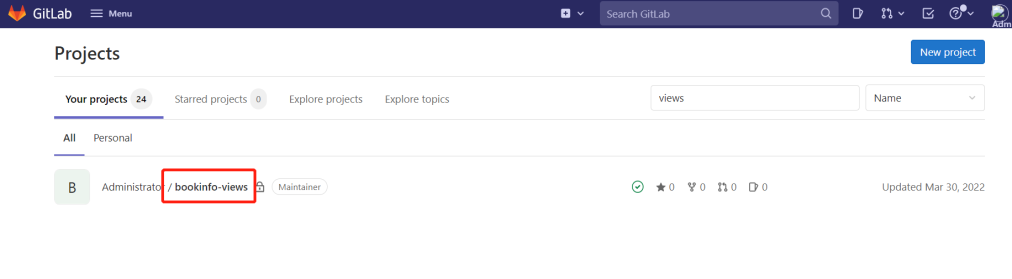 GitLab Menu Search GitLab
Adm
Projects New project
Your projects 24 Starred projects 0 Explore projects Explore topics views Name
All Personal
B Administrator / bookinfo-views Maintainer 0 0 0 0 Updated Mar 30, 2022